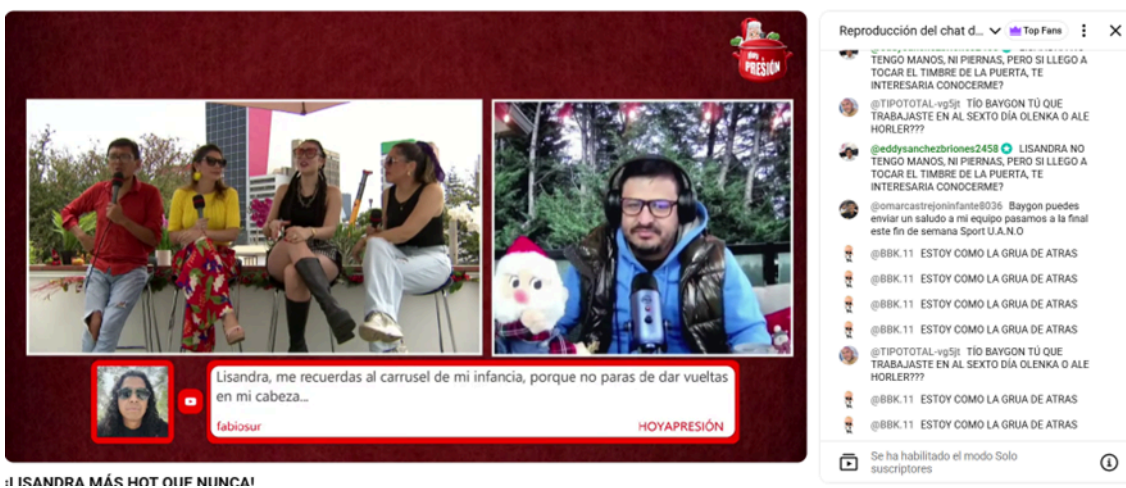 PRESIÓN
Lisandra, me recuerdas al carrusel de mi infancia, porque no paras de dar vueltas
en mi cabeza...
fabiosur
HOYAPRESIÓN
¡LISANDRA MÁS HOT QUE NUNCA!
Reproducción del chat d...
Top Fans
TENGO MANOS, NI PIERNAS, PERO SI LLEGO A
TOCAR EL TIMBRE DE LA PUERTA, TE
INTERESARIA CONOCERME?
@TIPOTOTAL-vg5jt TÍO BAYGON TÚ QUE
TRABAJASTE EN AL SEXTO DÍA OLENKA O ALE
HORLER???
@eddysanchezbriones2458 LISANDRA NO
TENGO MANOS, NI PIERNAS, PERO SI LLEGO A
TOCAR EL TIMBRE DE LA PUERTA, TE
INTERESARIA CONOCERME?
@omarcastrejoninfante8036 Baygon puedes
enviar un saludo a mi equipo pasamos a la final
este fin de semana Sport U.A.N.O
@BBK.11 ESTOY COMO LA GRUA DE ATRAS
@BBK.11 ESTOY COMO LA GRUA DE ATRAS
@BBK.11 ESTOY COMO LA GRUA DE ATRAS
@BBK.11 ESTOY COMO LA GRUA DE ATRAS
@TIPOTOTAL-vg5jt TÍO BAYGON TÚ QUE
TRABAJASTE EN AL SEXTO DÍA OLENKA O ALE
HORLER???
@BBK.11 ESTOY COMO LA GRUA DE ATRAS
@BBK.11 ESTOY COMO LA GRUA DE ATRAS
Se ha habilitado el modo Solo
suscriptores